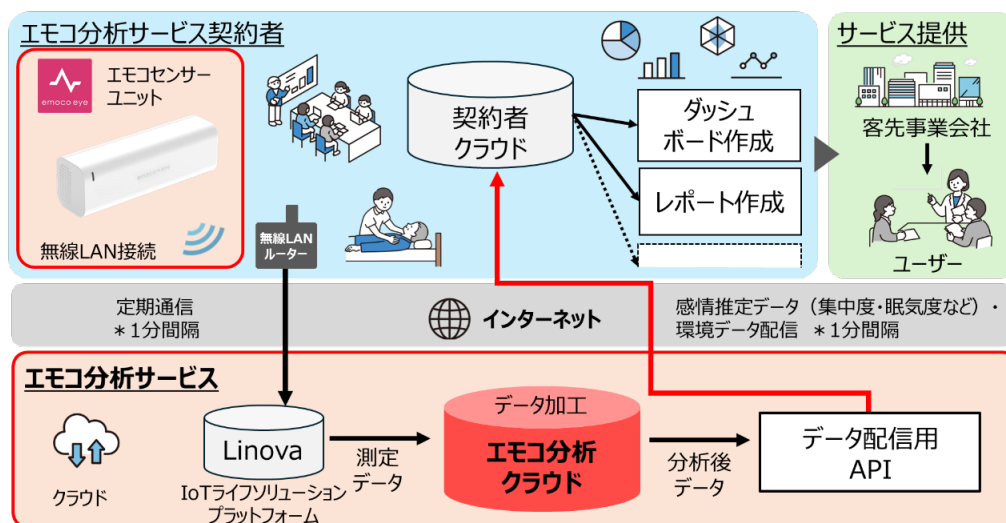 エモコ分析サービス契約者
emoco eye
エモコセンサー
ユニット
無線LAN接続
無線LAN
ルーター
契約者
クラウド
ダッシュ
ボード作成
レポート作成
サービス提供
客先事業会社
ユーザー
定期通信
＊1分間隔
インターネット
感情推定データ（集中度・眠気度など）・
環境データ配信　＊1分間隔
エモコ分析サービス
クラウド
Linova
IoTライフソリューション
プラットフォーム
測定
データ
データ加工
エモコ分析
クラウド
分析後
データ
データ配信用
API